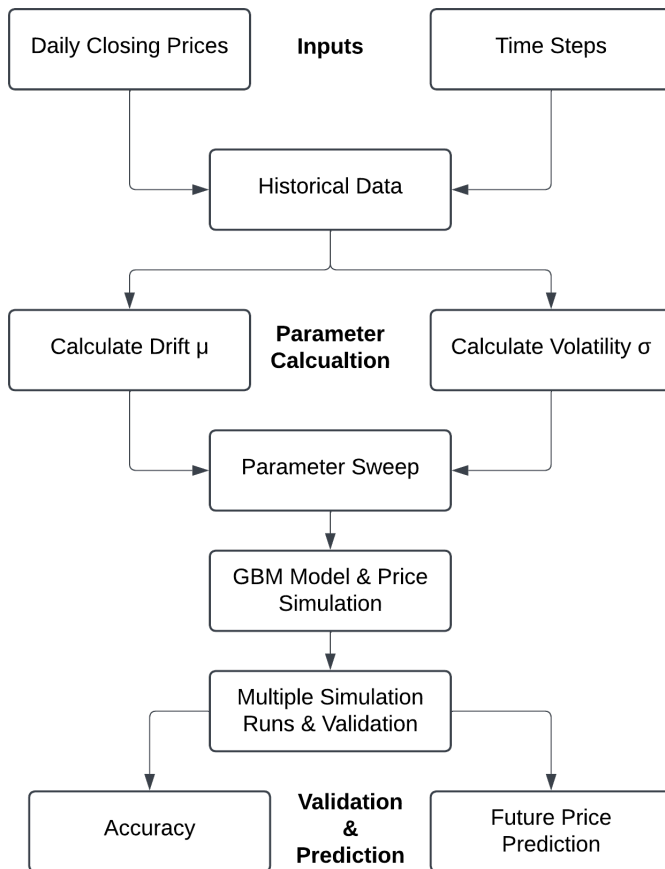 Daily Closing Prices
Inputs
Time Steps
Historical Data
Calculate Drift μ
Parameter
Calcualtion
Calculate Volatility σ
Parameter Sweep
GBM Model & Price
Simulation
Multiple Simulation
Runs & Validation
Accuracy
Validation
&
Prediction
Future Price
Prediction